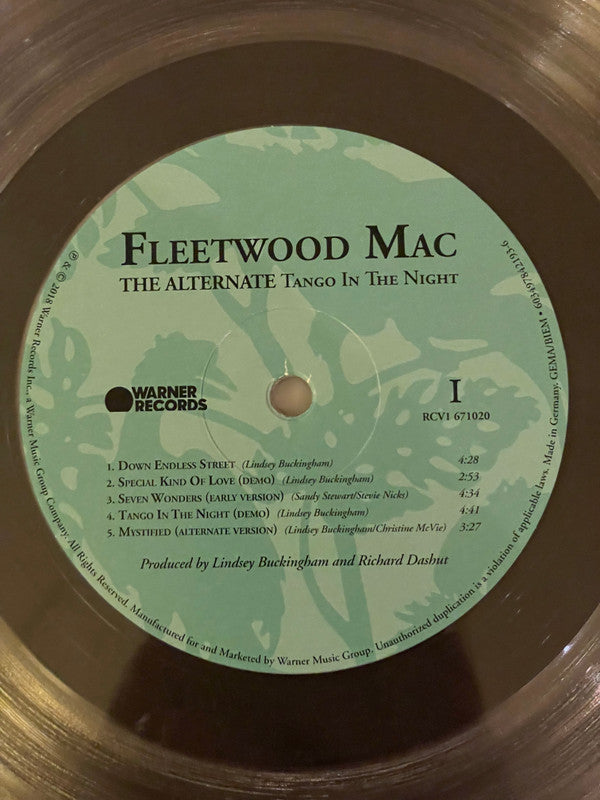 FLEETWOOD MAC
THE ALTERNATE TANGO IN THE NIGHT
WARNER RECORDS
I
RCV1 671020
1. DOWN ENDLESS STREET (Lindsey Buckingham) 4:28
2. SPECIAL KIND OF LOVE (DEMO) (Lindsey Buckingham) 2:53
3. SEVEN WONDERS (EARLY VERSION) (Sandy Stewart/Stevie Nicks) 4:34
4. TANGO IN THE NIGHT (DEMO) (Lindsey Buckingham) 4:41
5. MYSTIFIED (ALTERNATE VERSION) (Lindsey Buckingham/Christine McVie) 3:27
Produced by Lindsey Buckingham and Richard Dashut
℗ & © 2018 Warner Records Inc., a Warner Music Group Company. All Rights Reserved. Manufactured for and Marketed by Warner Music Group. Unauthorized duplication is a violation of applicable laws. Made in Germany. GEMA/BIEM • 603497842193-6